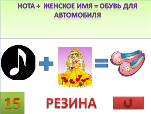 НОТА + ЖЕНСКОЕ ИМЯ = ОБУВЬ ДЛЯ
АВТОМОБИЛЯ
15 РЕЗИНА